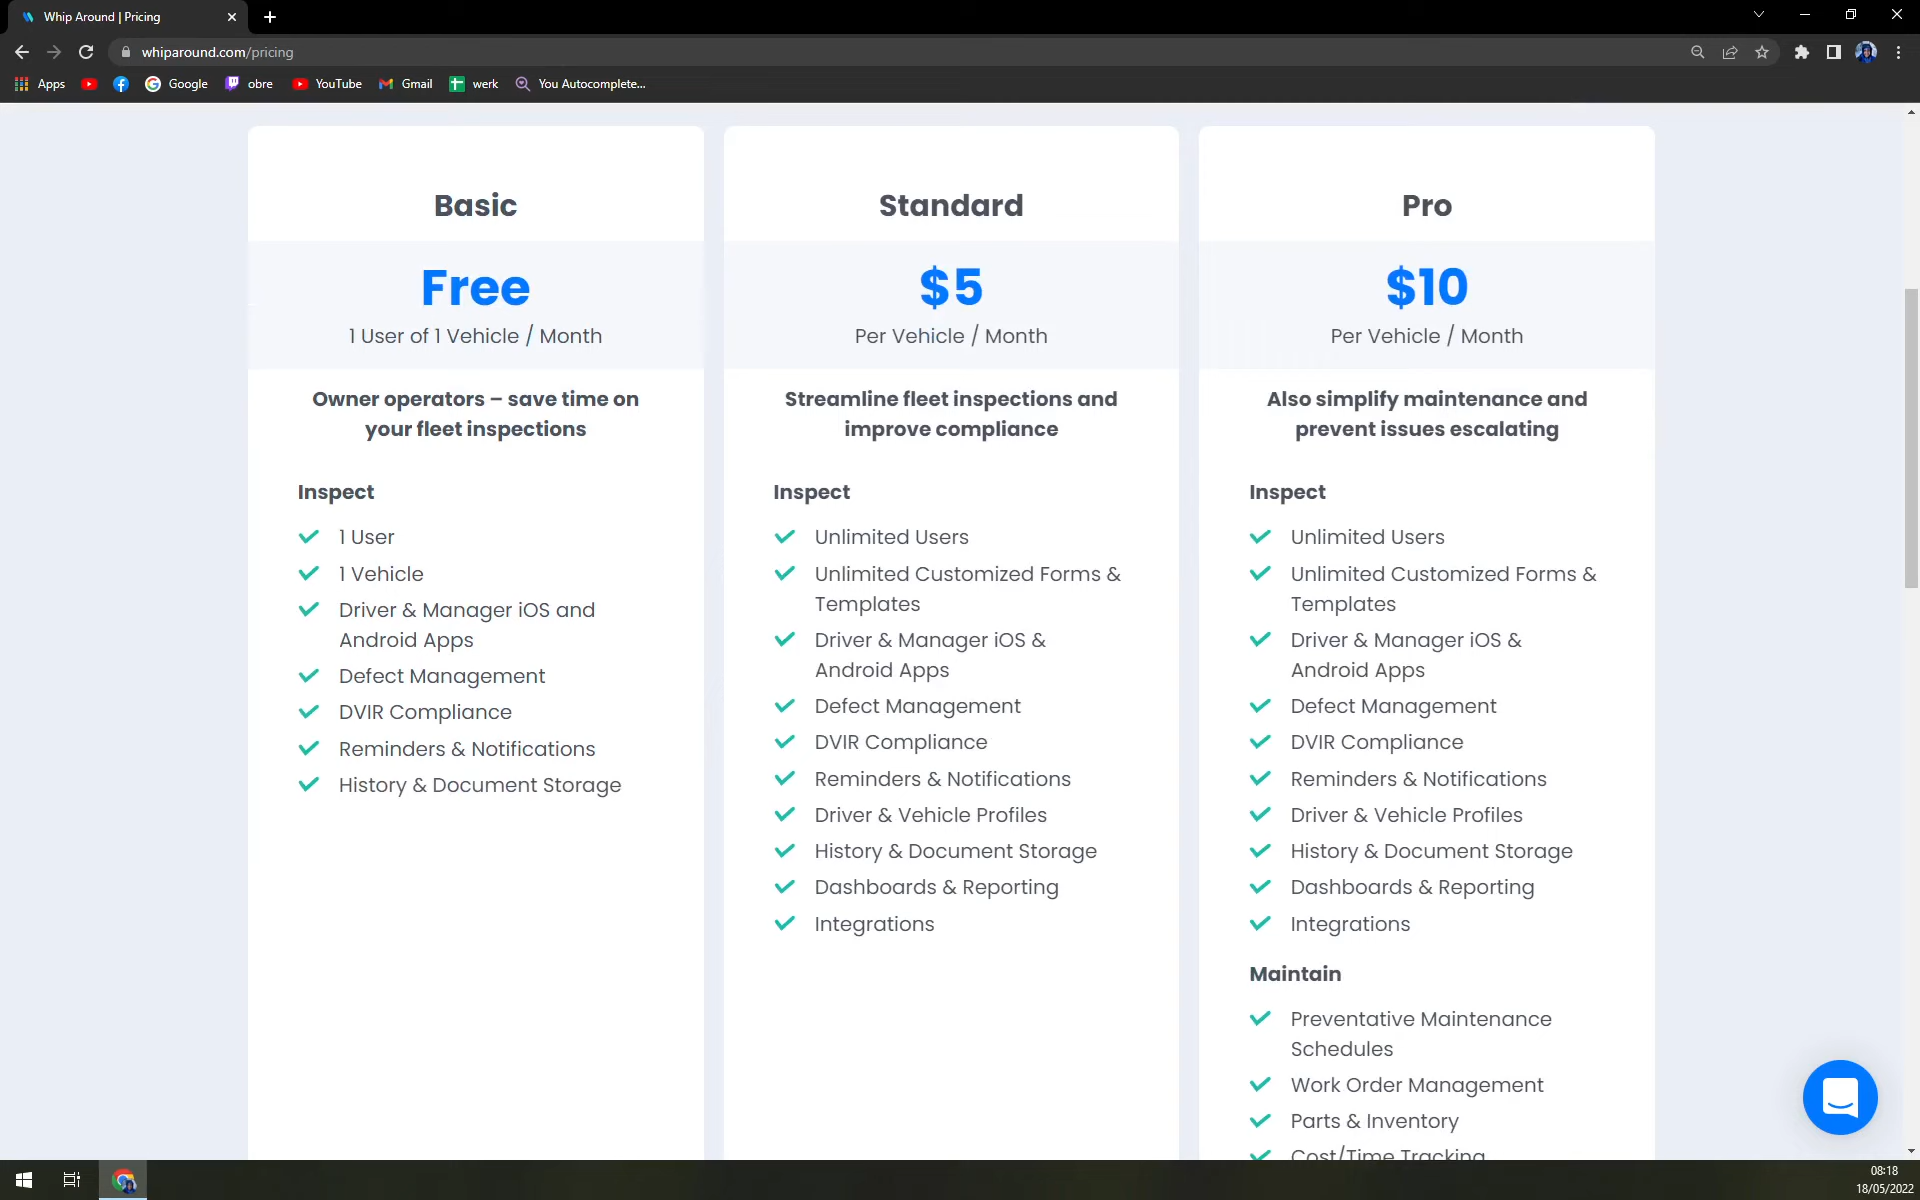 Whip Around | Pricing
whiparound.com/pricing
Apps
Google
obre
YouTube
Gmail
werk
You Autocomplete...
Basic
Free
1 User of 1 Vehicle / Month
Owner operators – save time on
your fleet inspections
Inspect
1 User
1 Vehicle
Driver & Manager iOS and
Android Apps
Defect Management
DVIR Compliance
Reminders & Notifications
History & Document Storage
Standard
$5
Per Vehicle / Month
Streamline fleet inspections and
improve compliance
Inspect
Unlimited Users
Unlimited Customized Forms &
Templates
Driver & Manager iOS &
Android Apps
Defect Management
DVIR Compliance
Reminders & Notifications
Driver & Vehicle Profiles
History & Document Storage
Dashboards & Reporting
Integrations
Pro
$10
Per Vehicle / Month
Also simplify maintenance and
prevent issues escalating
Inspect
Unlimited Users
Unlimited Customized Forms &
Templates
Driver & Manager iOS &
Android Apps
Defect Management
DVIR Compliance
Reminders & Notifications
Driver & Vehicle Profiles
History & Document Storage
Dashboards & Reporting
Integrations
Maintain
Preventative Maintenance
Schedules
Work Order Management
Parts & Inventory
Cost/Time Tracking
08:18
18/05/2022